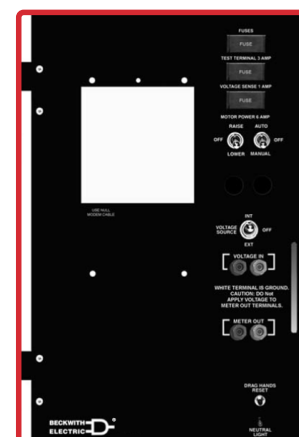 FUSES
FUSE
TEST TERMINAL 3 AMP
FUSE
VOLTAGE SENSE 1 AMP
FUSE
MOTOR POWER 6 AMP
RAISE AUTO
OFF OFF
LOWER MANUAL
USE NULL
MODEM CABLE
INT
VOLTAGE
SOURCE OFF
EXT
VOLTAGE IN
WHITE TERMINAL IS GROUND.
CAUTION: DO Not
APPLY VOLTAGE TO
METER OUT TERMINALS.
METER OUT
DRAG HANDS
RESET
BECKWITH
ELECTRIC
NEUTRAL
LIGHT